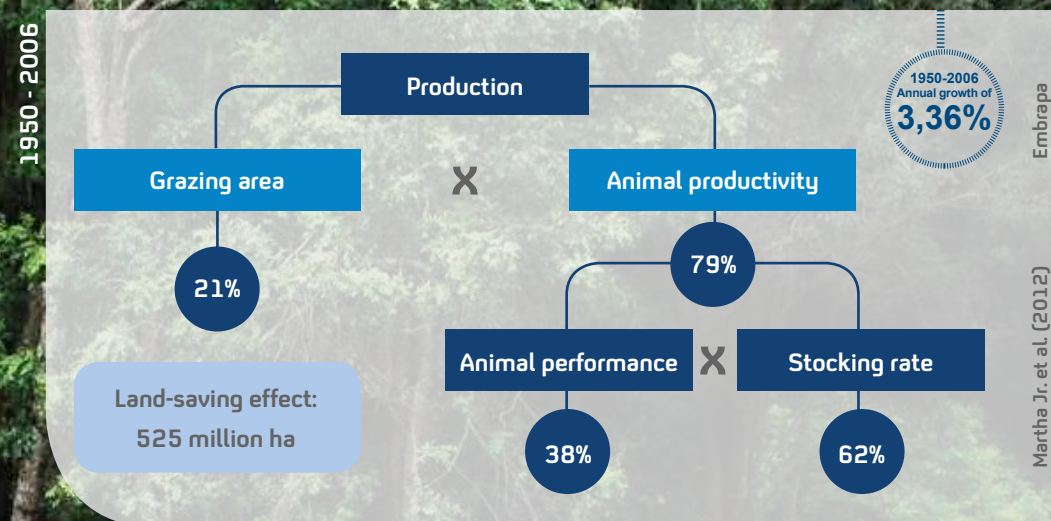 1950 - 2006
Production
1950-2006
Annual growth of
3,36%
Embrapa
Grazing area
X
Animal productivity
21%
79%
Animal performance
X
Stocking rate
Land-saving effect:
525 million ha
38%
62%
Martha Jr. et al. (2012)